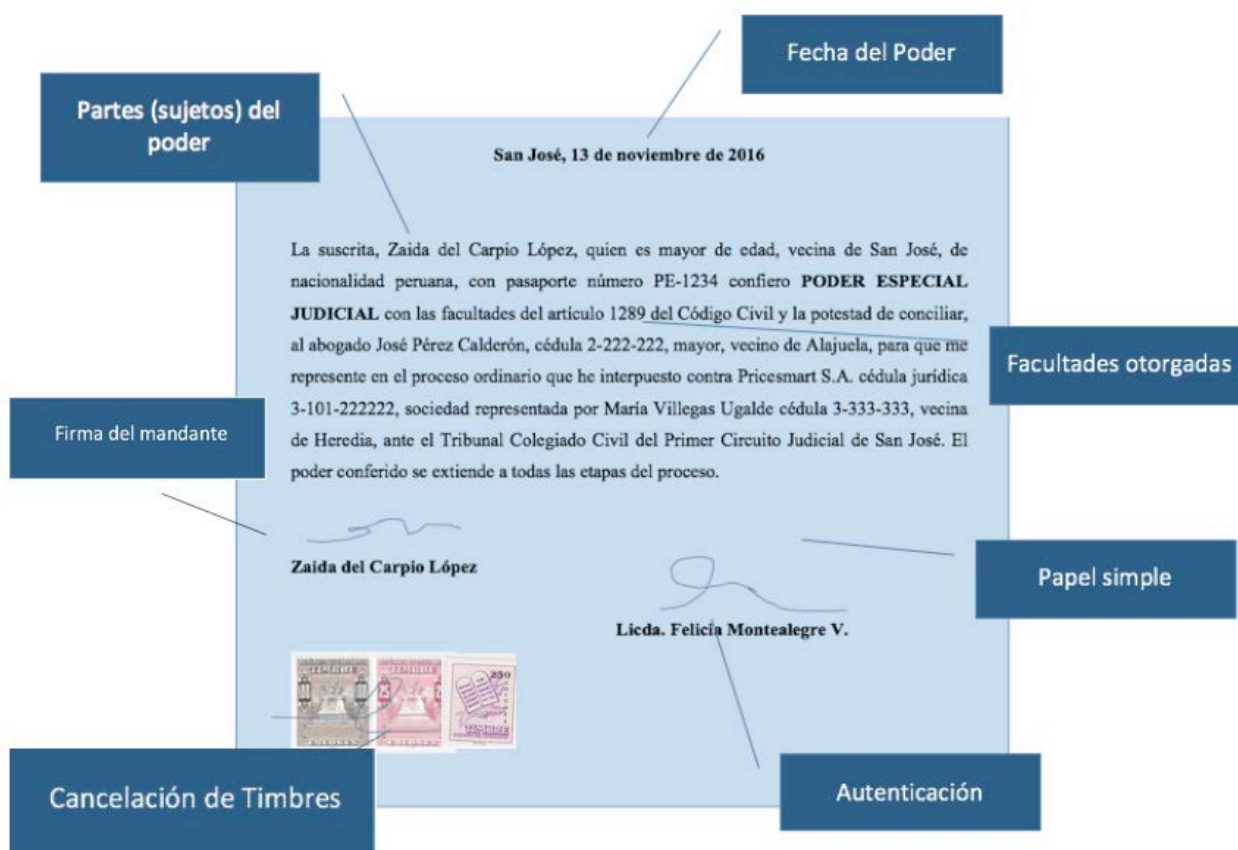 Fecha del Poder
Partes (sujetos) del
poder
San José, 13 de noviembre de 2016
La suscrita, Zaida del Carpio López, quien es mayor de edad, vecina de San José, de
nacionalidad peruana, con pasaporte número PE-1234 confiero PODER ESPECIAL
JUDICIAL con las facultades del artículo 1289 del Código Civil y la potestad de conciliar,
al abogado José Pérez Calderón, cédula 2-222-222, mayor, vecino de Alajuela, para que me
represente en el proceso ordinario que he interpuesto contra Pricesmart S.A. cédula jurídica
3-101-222222, sociedad representada por María Villegas Ugalde cédula 3-333-333, vecina
de Heredia, ante el Tribunal Colegiado Civil del Primer Circuito Judicial de San José. El
poder conferido se extiende a todas las etapas del proceso.
Facultades otorgadas
Firma del mandante
Zaida del Carpio López
Papel simple
Licda. Felicia Montealegre V.
250
TIMBRE
Cancelación de Timbres
Autenticación